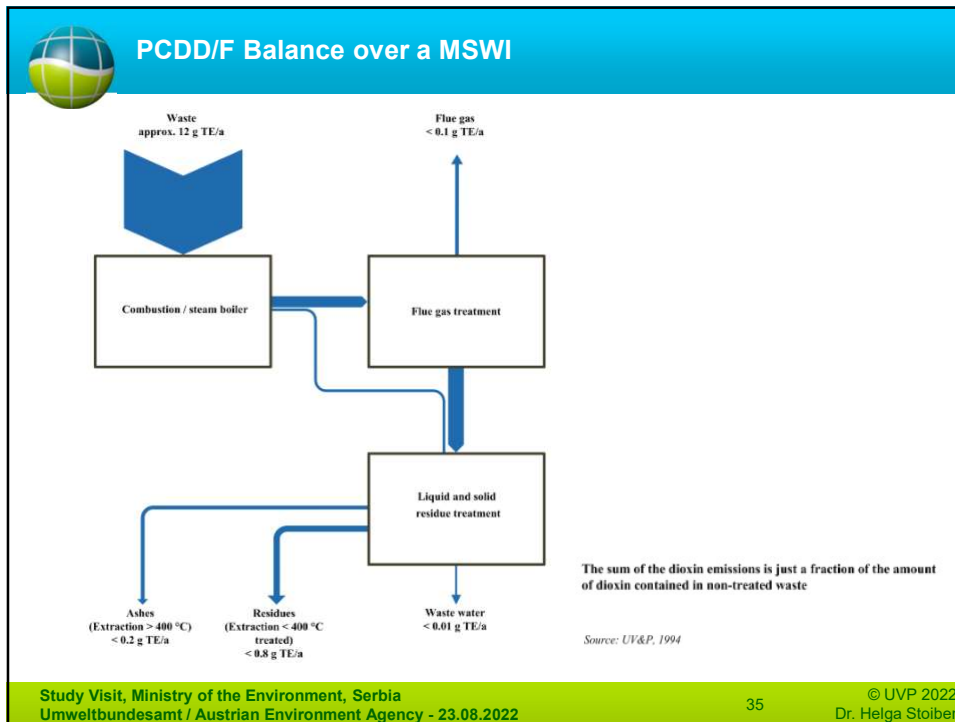 PCDD/F Balance over a MSWI
Waste
approx. 12 g TE/a
Flue gas
< 0.1 g TE/a
Combustion / steam boiler
Flue gas treatment
Liquid and solid
residue treatment
The sum of the dioxin emissions is just a fraction of the amount
of dioxin contained in non-treated waste
Ashes
(Extraction > 400 °C)
< 0.2 g TE/a
Residues
(Extraction < 400 °C
treated)
< 0.8 g TE/a
Waste water
< 0.01 g TE/a
Source: UV&P, 1994
Study Visit, Ministry of the Environment, Serbia
Umweltbundesamt / Austrian Environment Agency - 23.08.2022
35
© UVP 2022
Dr. Helga Stoiber